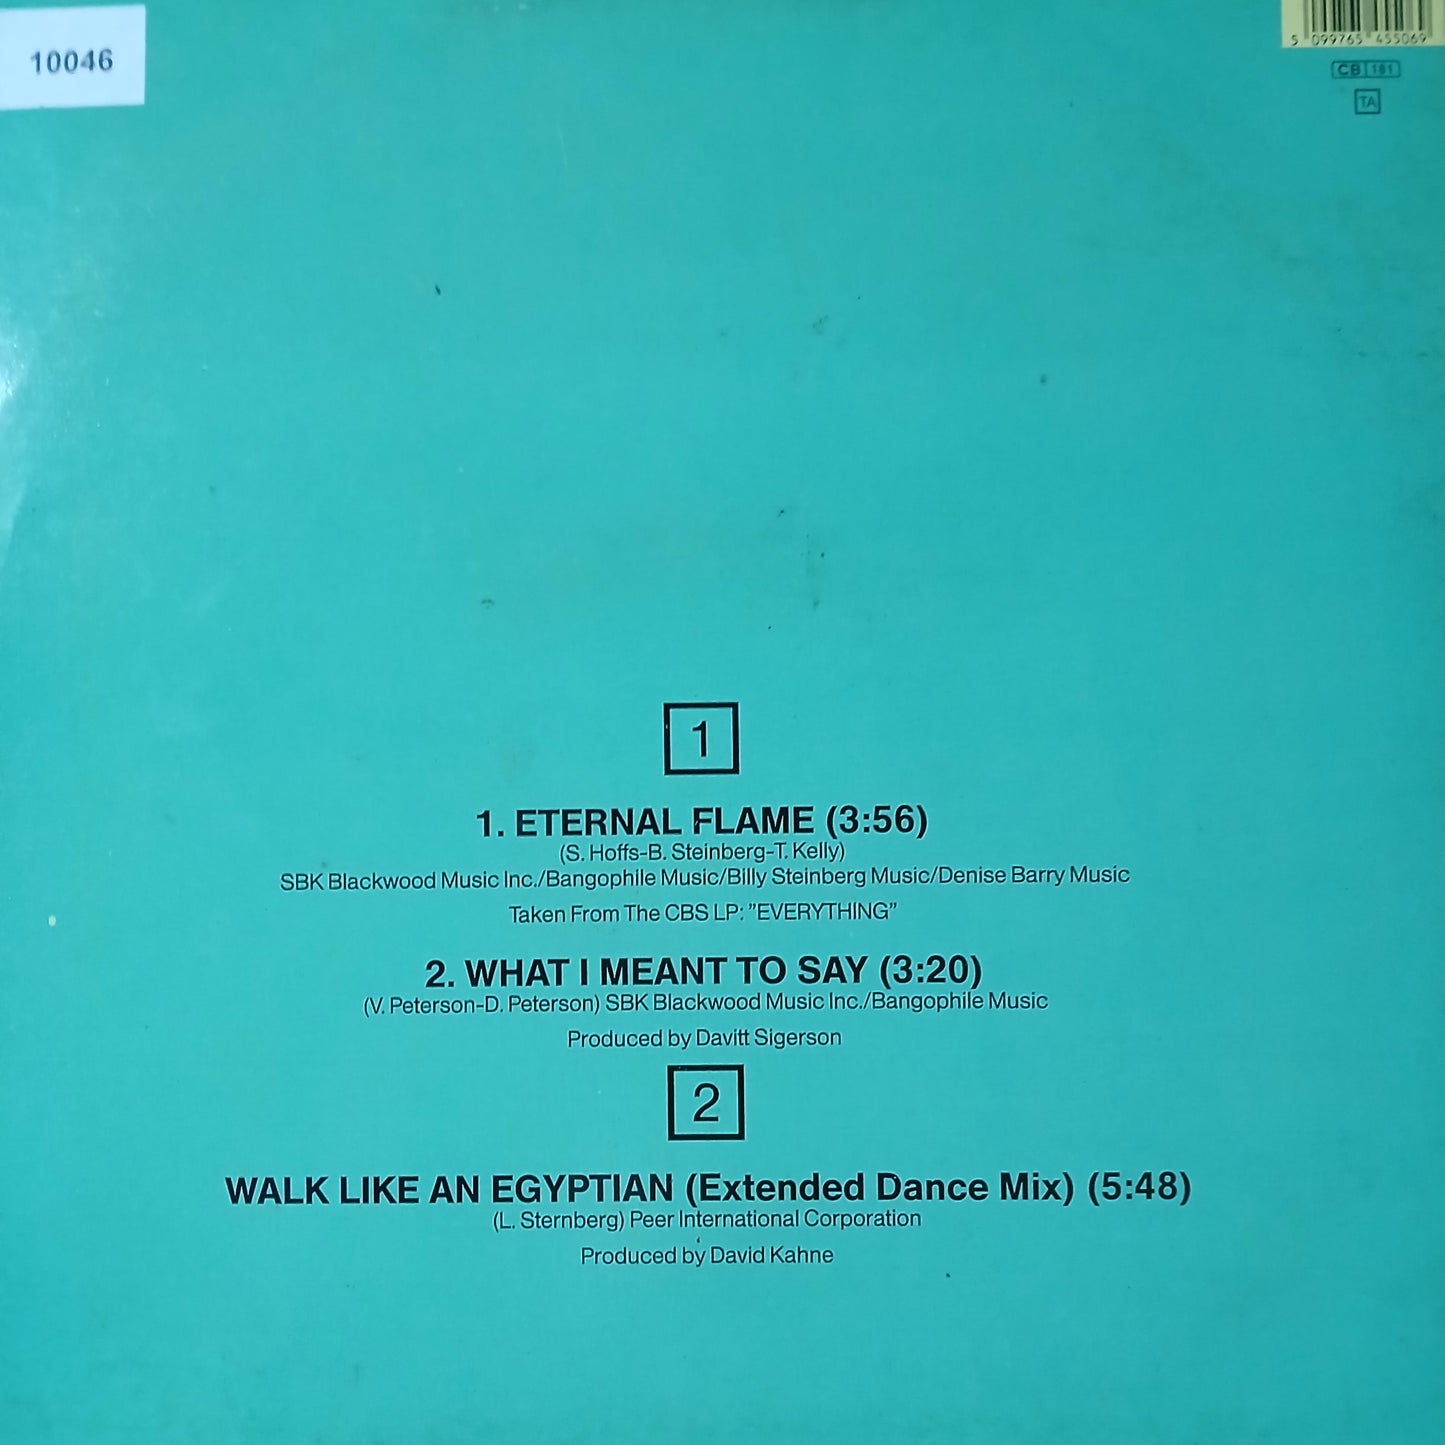 10046
5 099765 455069
CB 181
TA
1
1. ETERNAL FLAME (3:56)
(S. Hoffs-B. Steinberg-T. Kelly)
SBK Blackwood Music Inc./Bangophile Music/Billy Steinberg Music/Denise Barry Music
Taken From The CBS LP: ”EVERYTHING”
2. WHAT I MEANT TO SAY (3:20)
(V. Peterson-D. Peterson) SBK Blackwood Music Inc./Bangophile Music
Produced by Davitt Sigerson
2
WALK LIKE AN EGYPTIAN (Extended Dance Mix) (5:48)
(L. Sternberg) Peer International Corporation
Produced by David Kahne